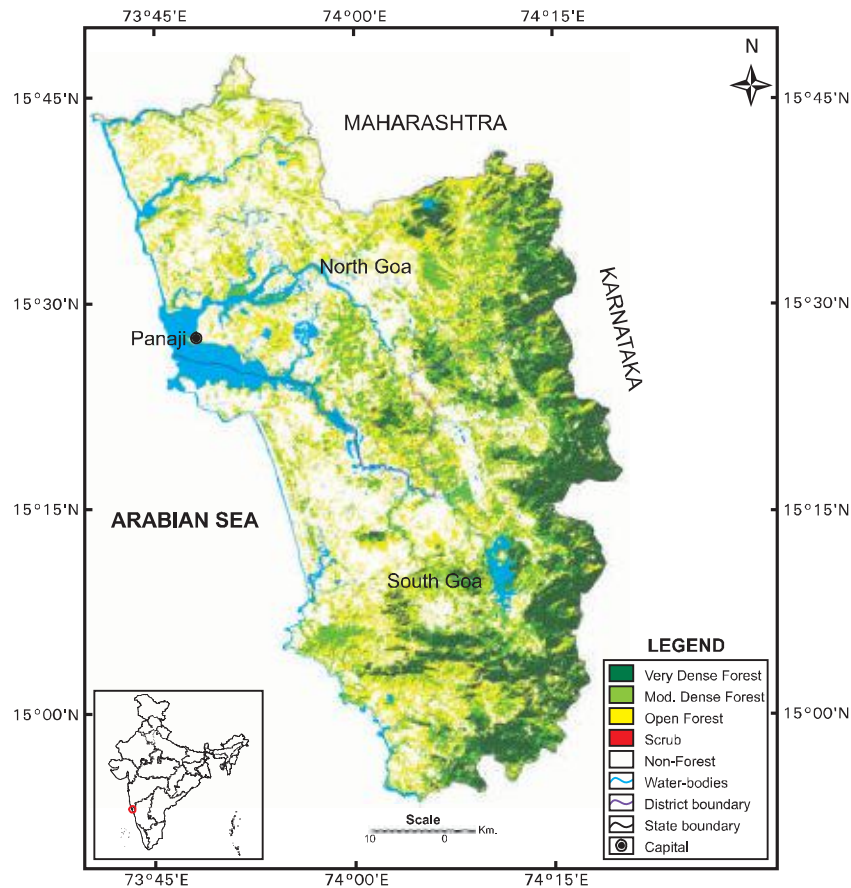 73°45'E 74°00'E 74°15'E
N
15°45'N 15°45'N
MAHARASHTRA
North Goa
KARNATAKA
15°30'N 15°30'N
Panaji
15°15'N 15°15'N
ARABIAN SEA
South Goa
LEGEND
Very Dense Forest
Mod. Dense Forest
Open Forest
Scrub
15°00'N 15°00'N
Non-Forest
Water-bodies
District boundary
State boundary
Capital
Scale
10 0 Km.
73°45'E 74°00'E 74°15'E